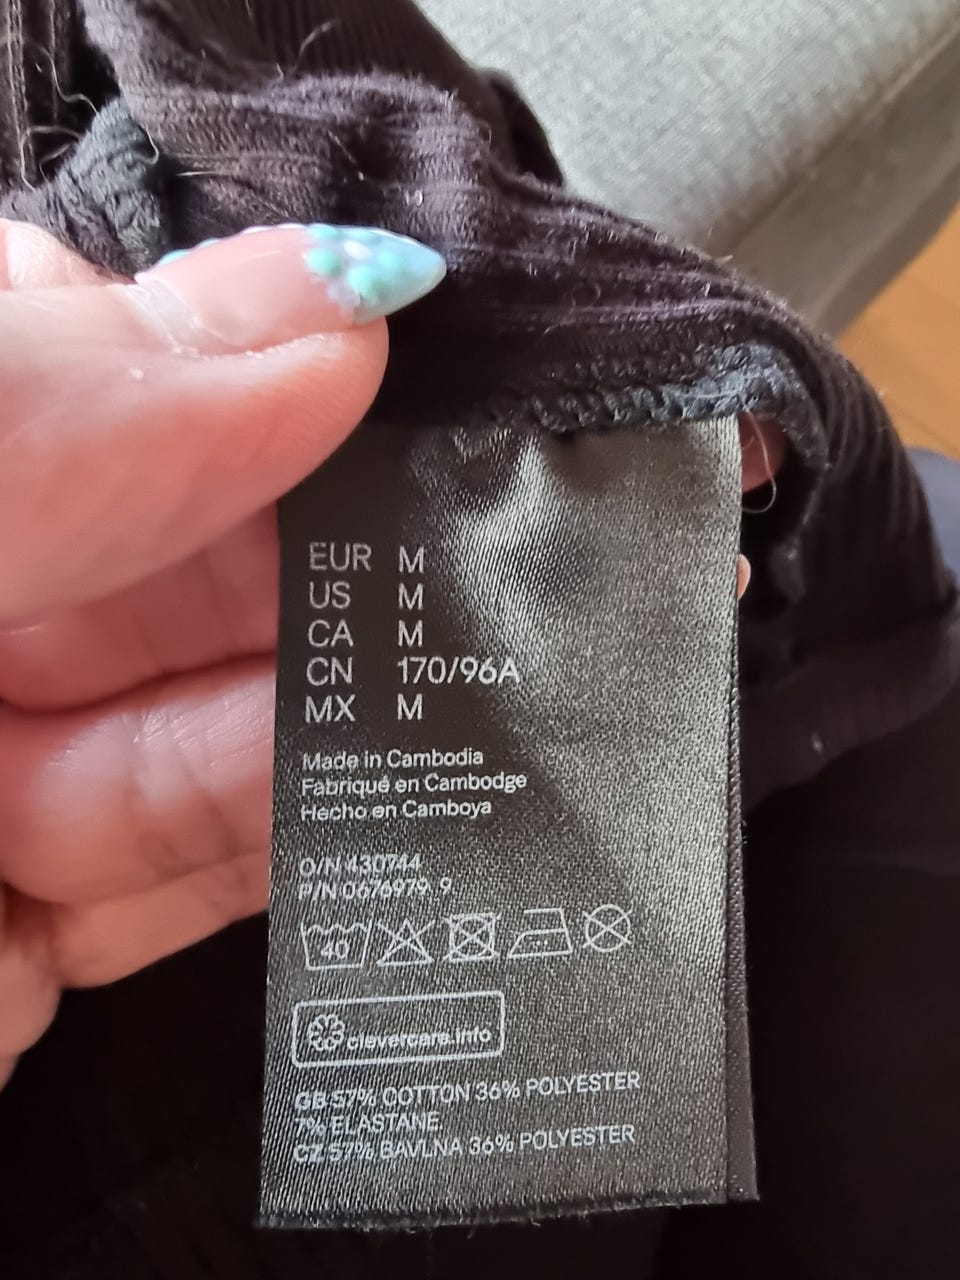 EUR M
US M
CA M
CN 170/96A
MX M
Made in Cambodia
Fabriqué en Cambodge
Hecho en Camboya
O/N 430744
P/N 0676979 9
40
clevercare.info
GB 57% COTTON 36% POLYESTER
7% ELASTANE
CZ 57% BAVLNA 36% POLYESTER